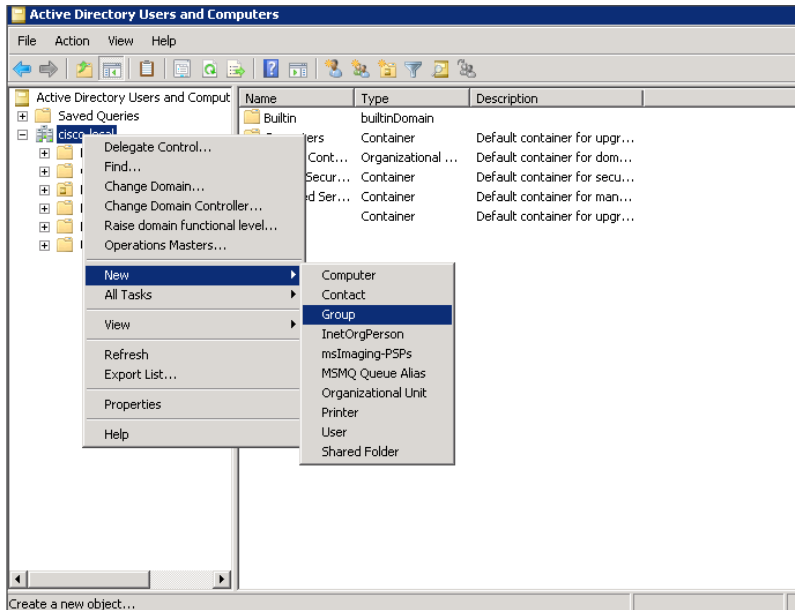 Active Directory Users and Computers
File Action View Help
Active Directory Users and Comput
Saved Queries
cisco.local
Name Type Description
Builtin builtinDomain
ers Container Default container for upgr...
Cont... Organizational ... Default container for dom...
Secur... Container Default container for secu...
d Ser... Container Default container for man...
Container Default container for upgr...
Delegate Control...
Find...
Change Domain...
Change Domain Controller...
Raise domain functional level...
Operations Masters...
New
All Tasks
View
Refresh
Export List...
Properties
Help
Computer
Contact
Group
InetOrgPerson
msImaging-PSPs
MSMQ Queue Alias
Organizational Unit
Printer
User
Shared Folder
Create a new object...